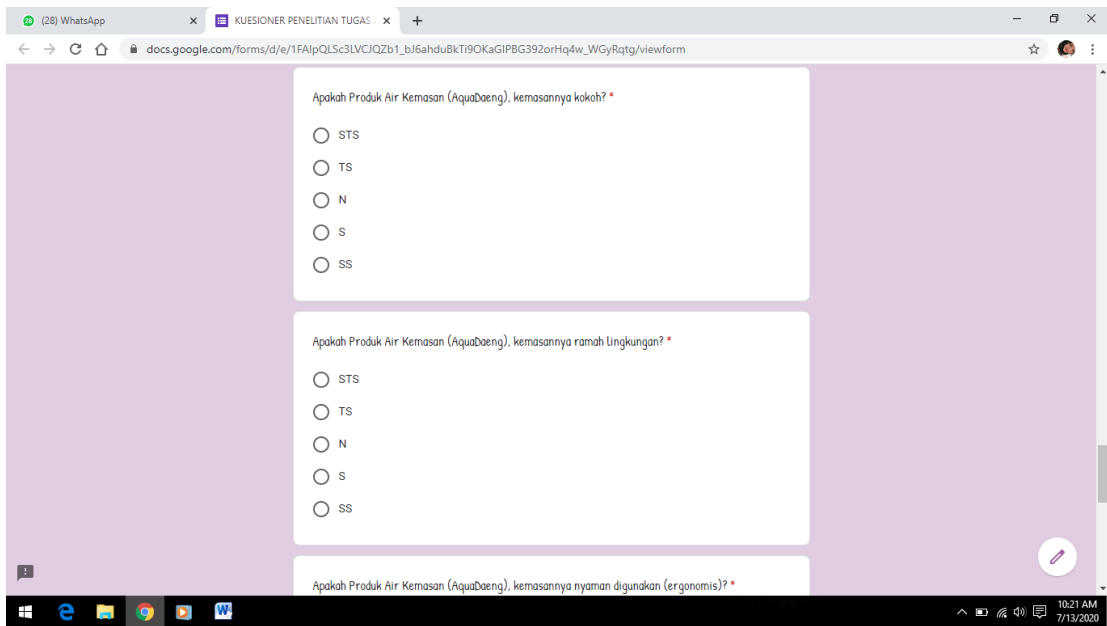 28 (28) WhatsApp
KUESIONER PENELITIAN TUGAS
docs.google.com/forms/d/e/1FAIpQLSc3LVCJQZb1_bJ6ahduBkTi9OKaGIPBG392orHq4w_WGyRqtg/viewform
Apakah Produk Air Kemasan (AquaDaeng), kemasannya kokoh? *
STS
TS
N
S
SS
Apakah Produk Air Kemasan (AquaDaeng), kemasannya ramah lingkungan? *
STS
TS
N
S
SS
Apakah Produk Air Kemasan (AquaDaeng), kemasannya nyaman digunakan (ergonomis)? *
10:21 AM
7/13/2020